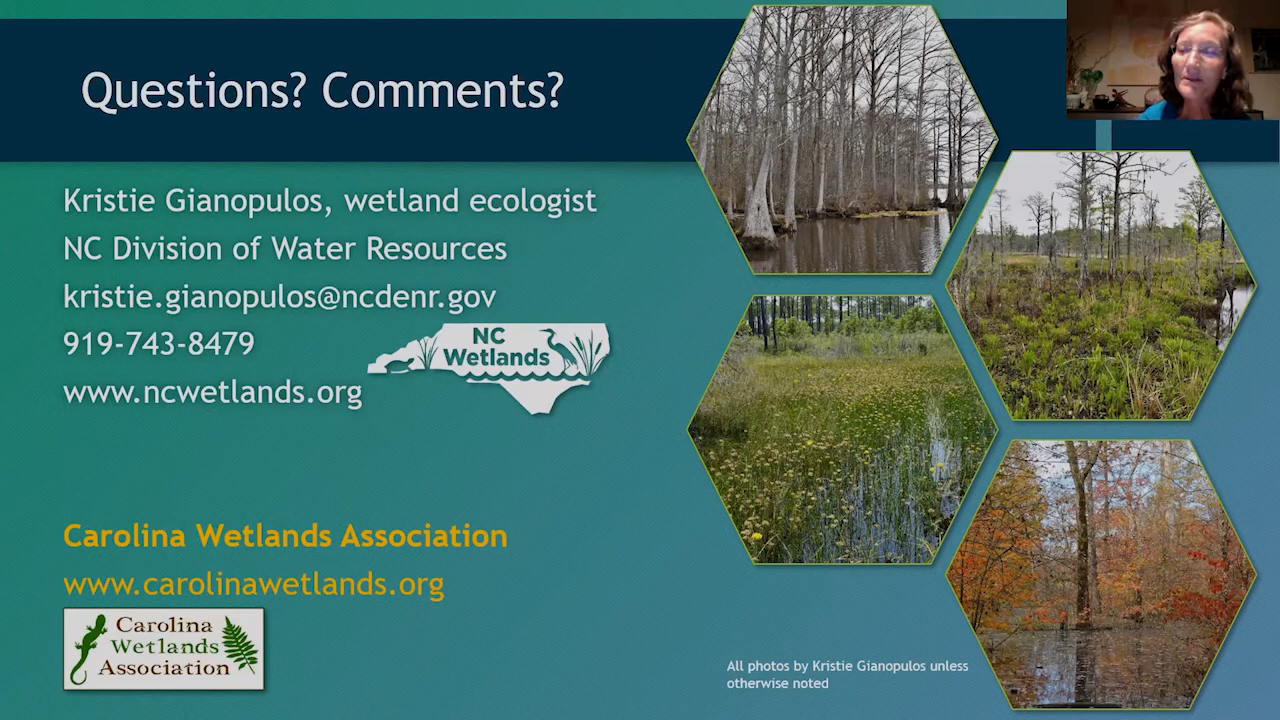 Questions? Comments?
Kristie Gianopulos, wetland ecologist
NC Division of Water Resources
kristie.gianopulos@ncdenr.gov
919-743-8479
www.ncwetlands.org
NC
Wetlands
Carolina Wetlands Association
www.carolinawetlands.org
Carolina
Wetlands
Association
All photos by Kristie Gianopulos unless
otherwise noted